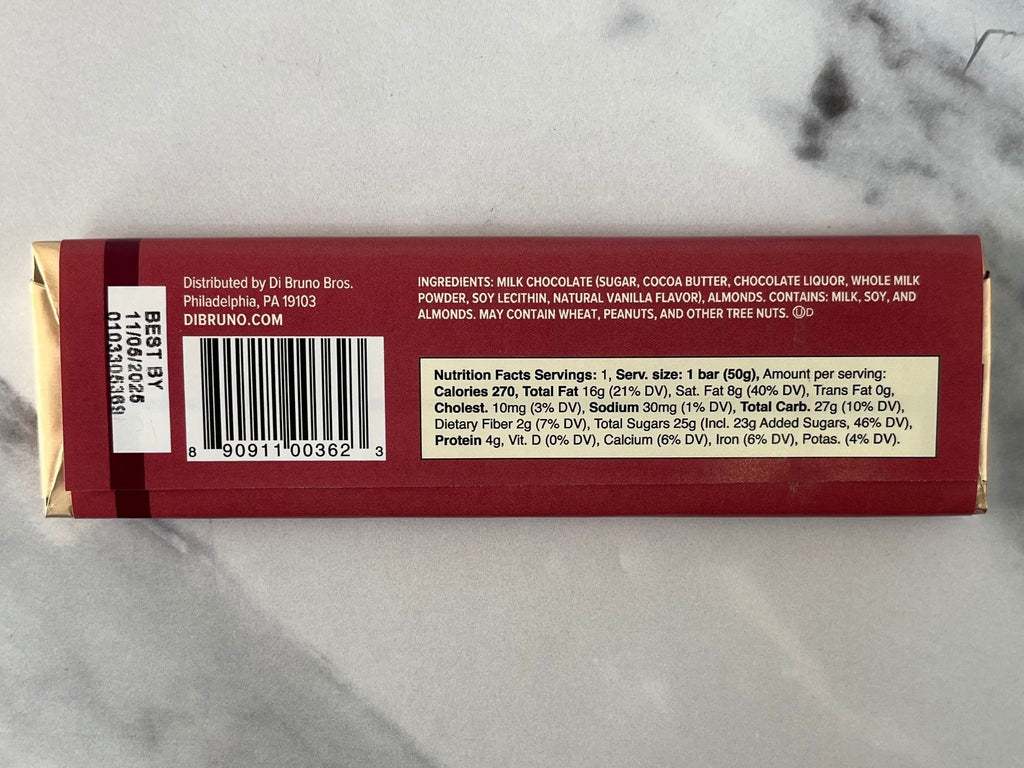 BEST BY
11/05/2025
0103305369
Distributed by Di Bruno Bros.
Philadelphia, PA 19103
DIBRUNO.COM
8 90911 00362 3
INGREDIENTS: MILK CHOCOLATE (SUGAR, COCOA BUTTER, CHOCOLATE LIQUOR, WHOLE MILK
POWDER, SOY LECITHIN, NATURAL VANILLA FLAVOR), ALMONDS. CONTAINS: MILK, SOY, AND
ALMONDS. MAY CONTAIN WHEAT, PEANUTS, AND OTHER TREE NUTS. ⓊD
Nutrition Facts Servings: 1, Serv. size: 1 bar (50g), Amount per serving:
Calories 270, Total Fat 16g (21% DV), Sat. Fat 8g (40% DV), Trans Fat 0g,
Cholest. 10mg (3% DV), Sodium 30mg (1% DV), Total Carb. 27g (10% DV),
Dietary Fiber 2g (7% DV), Total Sugars 25g (Incl. 23g Added Sugars, 46% DV),
Protein 4g, Vit. D (0% DV), Calcium (6% DV), Iron (6% DV), Potas. (4% DV).